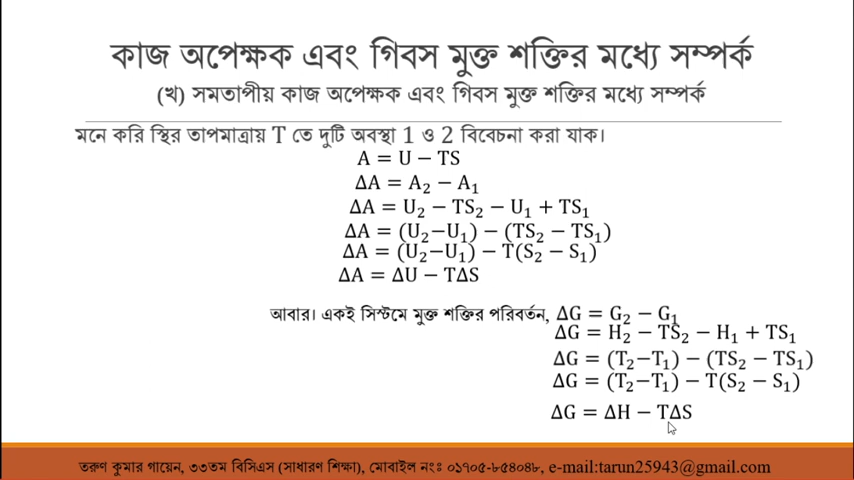 কাজ অপেক্ষক এবং গিবস মুক্ত শক্তির মধ্যে সম্পর্ক
(খ) সমতাপীয় কাজ অপেক্ষক এবং গিবস মুক্ত শক্তির মধ্যে সম্পর্ক
মনে করি স্থির তাপমাত্রায় T তে দুটি অবস্থা 1 ও 2 বিবেচনা করা যাক।
A = U − TS
ΔA = A₂ − A₁
ΔA = U₂ − TS₂ − U₁ + TS₁
ΔA = (U₂−U₁) − (TS₂ − TS₁)
ΔA = (U₂−U₁) − T(S₂ − S₁)
ΔA = ΔU − TΔS
আবার। একই সিস্টমে মুক্ত শক্তির পরিবর্তন, ΔG = G₂ − G₁
ΔG = H₂ − TS₂ − H₁ + TS₁
ΔG = (T₂−T₁) − (TS₂ − TS₁)
ΔG = (T₂−T₁) − T(S₂ − S₁)
ΔG = ΔH − TΔS
তরুণ কুমার গায়েন, ৩৩তম বিসিএস (সাধারণ শিক্ষা), মোবাইল নংঃ ০১৭০৫-৮৫৪০৪৮, e-mail:tarun25943@gmail.com